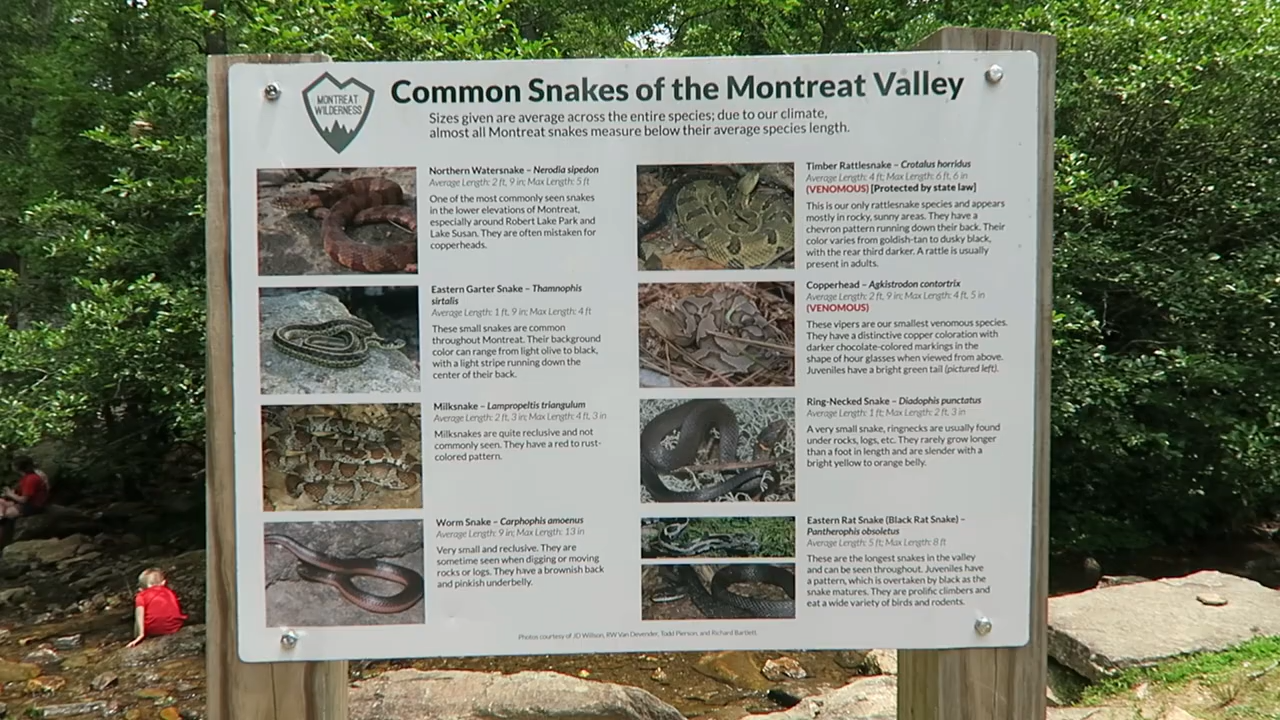 MONTREAT
WILDERNESS
Common Snakes of the Montreat Valley
Sizes given are average across the entire species; due to our climate,
almost all Montreat snakes measure below their average species length.
Northern Watersnake – Nerodia sipedon
Average Length: 2 ft, 9 in; Max Length: 5 ft
One of the most commonly seen snakes
in the lower elevations of Montreat,
especially around Robert Lake Park and
Lake Susan. They are often mistaken for
copperheads.
Eastern Garter Snake – Thamnophis
sirtalis
Average Length: 1 ft, 9 in; Max Length: 4 ft
These small snakes are common
throughout Montreat. Their background
color can range from light olive to black,
with a light stripe running down the
center of their back.
Milksnake – Lampropeltis triangulum
Average Length: 2 ft, 3 in; Max Length: 4 ft, 3 in
Milksnakes are quite reclusive and not
commonly seen. They have a red to rust-
colored pattern.
Worm Snake – Carphophis amoenus
Average Length: 9 in; Max Length: 13 in
Very small and reclusive. They are
sometime seen when digging or moving
rocks or logs. They have a brownish back
and pinkish underbelly.
Timber Rattlesnake – Crotalus horridus
Average Length: 4 ft; Max Length: 6 ft, 6 in
(VENOMOUS) [Protected by state law]
This is our only rattlesnake species and appears
mostly in rocky, sunny areas. They have a
chevron pattern running down their back. Their
color varies from goldish-tan to dusky black,
with the rear third darker. A rattle is usually
present in adults.
Copperhead – Agkistrodon contortrix
Average Length: 2 ft, 9 in; Max Length: 4 ft, 5 in
(VENOMOUS)
These vipers are our smallest venomous species.
They have a distinctive copper coloration with
darker chocolate-colored markings in the
shape of hour glasses when viewed from above.
Juveniles have a bright green tail (pictured left).
Ring-Necked Snake – Diadophis punctatus
Average Length: 1 ft; Max Length: 2 ft, 3 in
A very small snake, ringnecks are usually found
under rocks, logs, etc. They rarely grow longer
than a foot in length and are slender with a
bright yellow to orange belly.
Eastern Rat Snake (Black Rat Snake) –
Pantherophis obsoletus
Average Length: 5 ft; Max Length: 8 ft
These are the longest snakes in the valley
and can be seen throughout. Juveniles have
a pattern, which is overtaken by black as the
snake matures. They are prolific climbers and
eat a wide variety of birds and rodents.
Photos courtesy of JD Willson, RW Van Devender, Todd Pierson, and Richard Bartlett